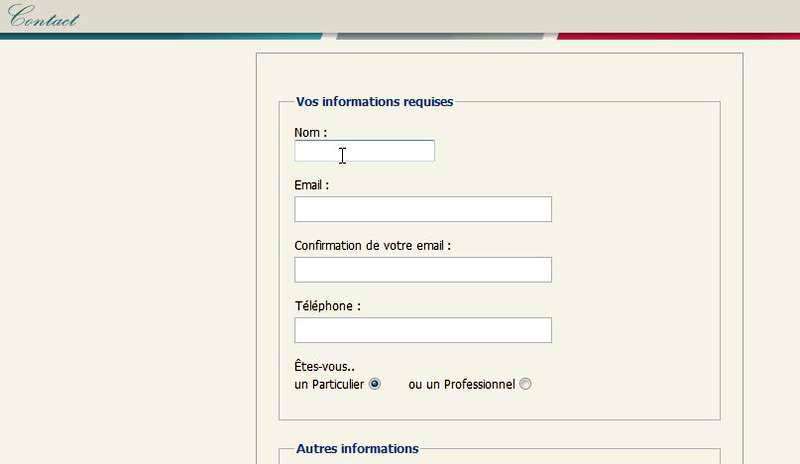 Contact
Vos informations requises
Nom :
Email :
Confirmation de votre email :
Téléphone :
Êtes-vous..
un Particulier ou un Professionnel
Autres informations